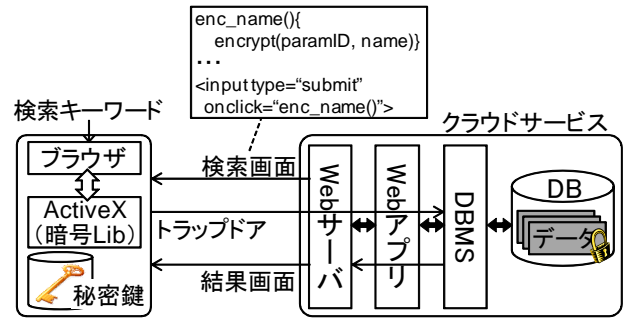 enc_name(){
encrypt(paramID, name)}
･･･
<input type=“submit”
onclick=“enc_name()”>
検索キーワード
クラウドサービス
ブラウザ
検索画面
ActiveX
（暗号Lib）
トラップドア
秘密鍵
結果画面
Webサーバ
Webアプリ
DBMS
DB
データ